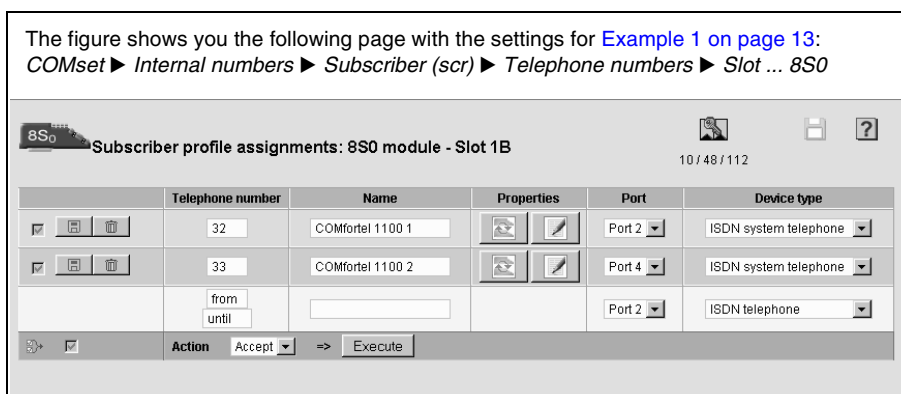 The figure shows you the following page with the settings for Example 1 on page 13:
COMset ▶ Internal numbers ▶ Subscriber (scr) ▶ Telephone numbers ▶ Slot ... 8S0
8S0
Subscriber profile assignments: 8S0 module - Slot 1B
10/48/112
?
Telephone number Name Properties Port Device type
32 COMfortel 1100 1 Port 2 ISDN system telephone
33 COMfortel 1100 2 Port 4 ISDN system telephone
from
until
Port 2 ISDN telephone
Action Accept => Execute